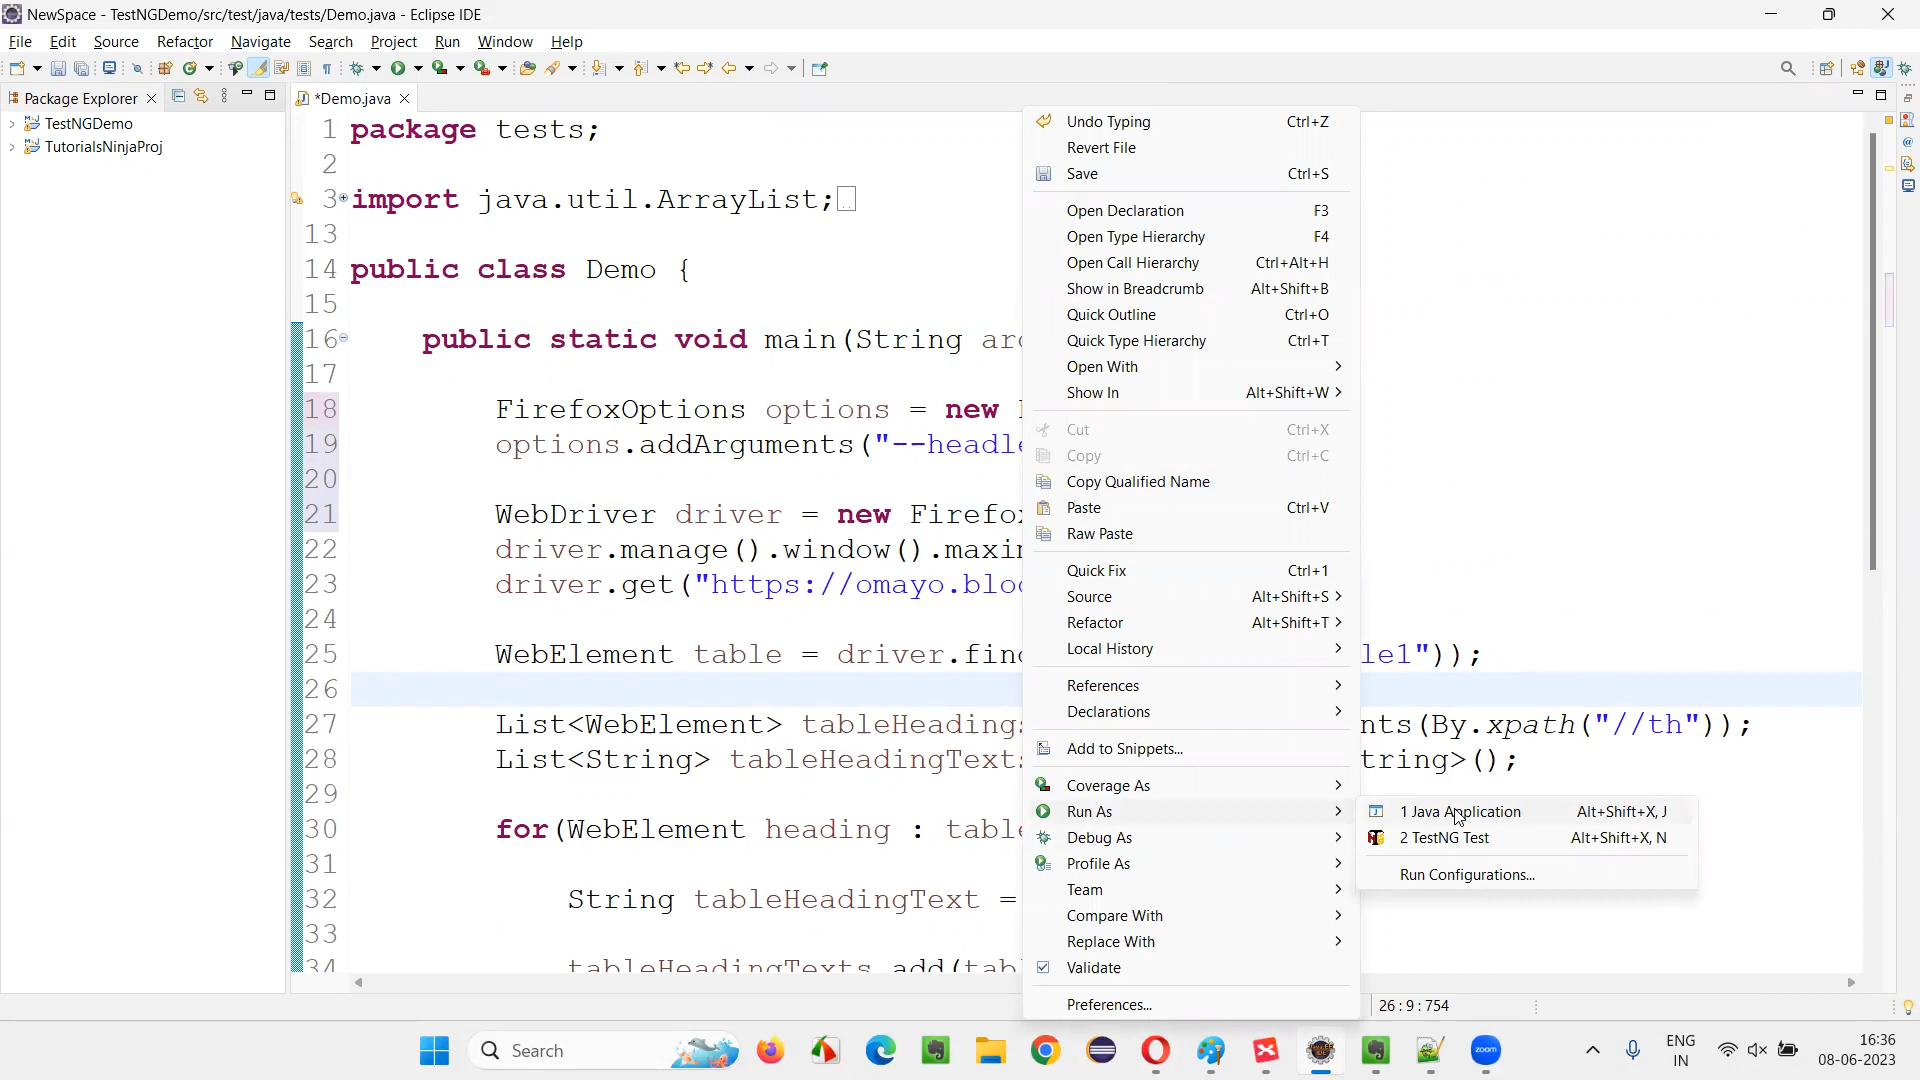 NewSpace - TestNGDemo/src/test/java/tests/Demo.java - Eclipse IDE
File Edit Source Refactor Navigate Search Project Run Window Help
Package Explorer
*Demo.java
TestNGDemo
TutorialsNinjaProj
1 package tests;
2
3 import java.util.ArrayList;
13
14 public class Demo {
15
16 public static void main(String
17
18 FirefoxOptions options = new
19 options.addArguments("--headle
20
21 WebDriver driver = new Firefo
22 driver.manage().window().maxim
23 driver.get("https://omayo.blo
24
25 WebElement table = driver.find le1"));
26
27 List<WebElement> tableHeadings nts(By.xpath("//th"));
28 List<String> tableHeadingTexts tring>();
29
30 for(WebElement heading : table
31
32 String tableHeadingText =
33
34 tableHeadingTexts.add(tab
Undo Typing Ctrl+Z
Revert File
Save Ctrl+S
Open Declaration F3
Open Type Hierarchy F4
Open Call Hierarchy Ctrl+Alt+H
Show in Breadcrumb Alt+Shift+B
Quick Outline Ctrl+O
Quick Type Hierarchy Ctrl+T
Open With
Show In Alt+Shift+W
Cut Ctrl+X
Copy Ctrl+C
Copy Qualified Name
Paste Ctrl+V
Raw Paste
Quick Fix Ctrl+1
Source Alt+Shift+S
Refactor Alt+Shift+T
Local History
References
Declarations
Add to Snippets...
Coverage As
Run As
Debug As
Profile As
Team
Compare With
Replace With
Validate
Preferences...
1 Java Application Alt+Shift+X, J
2 TestNG Test Alt+Shift+X, N
Run Configurations...
26 : 9 : 754
Search
zoom
ENG
IN
16:36
08-06-2023